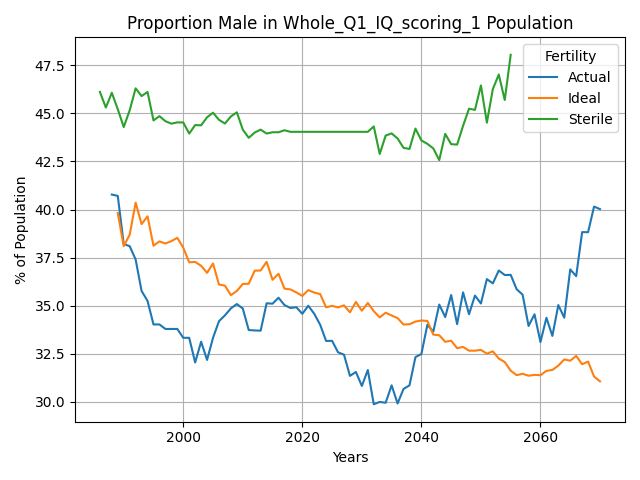 Proportion Male in Whole_Q1_IQ_scoring_1 Population
Fertility
Actual
Ideal
Sterile
% of Population
47.5
45.0
42.5
40.0
37.5
35.0
32.5
30.0
2000
2020
2040
2060
Years